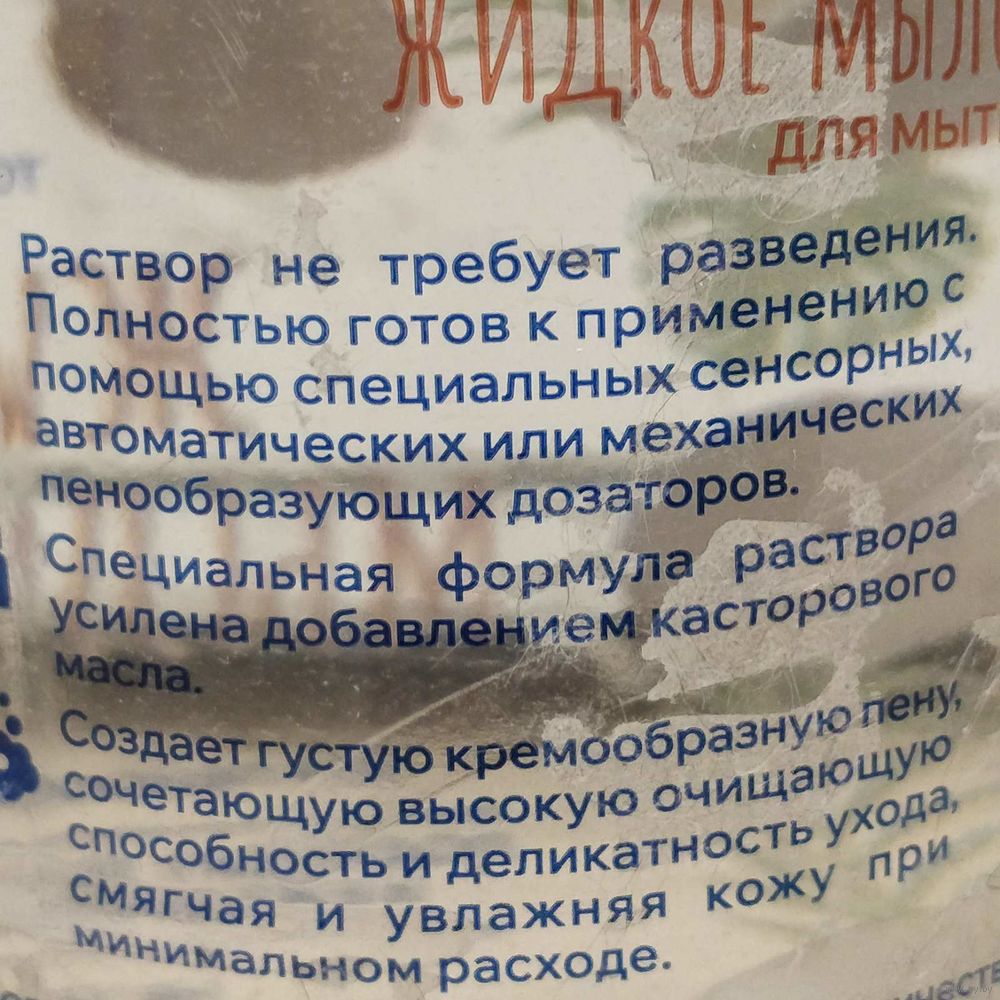 ЖИДКОЕ МЫЛО
ДЛЯ МЫТ
Раствор не требует разведения.
Полностью готов к применению с
помощью специальных сенсорных,
автоматических или механических
пенообразующих дозаторов.
Специальная формула раствора
усилена добавлением касторового
масла.
Создает густую кремообразную пену,
сочетающую высокую очищающую
способность и деликатность ухода,
смягчая и увлажняя кожу при
минимальном расходе.